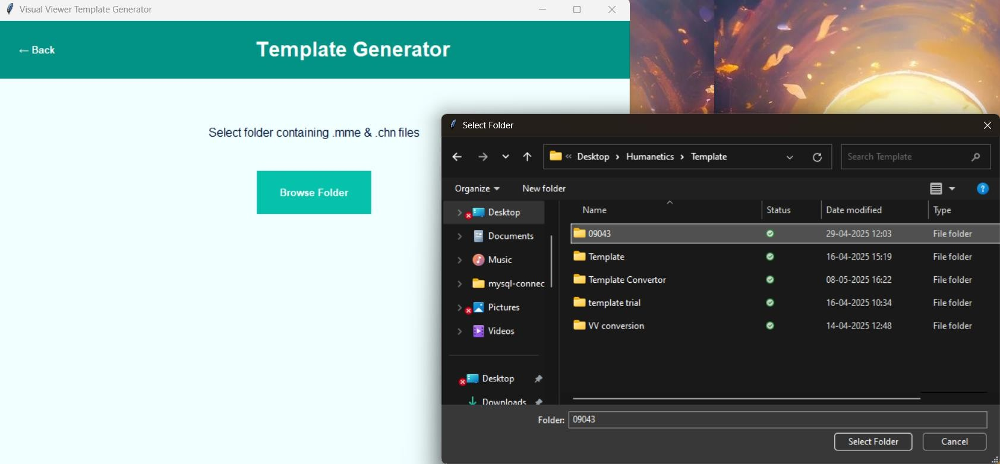 Visual Viewer Template Generator
← Back
Template Generator
Select folder containing .mme & .chn files
Browse Folder
Select Folder
« Desktop › Humanetics › Template
Search Template
Organize
New folder
Name
Status
Date modified
Type
Desktop
Documents
Music
mysql-connec
Pictures
Videos
Desktop
Downloads
09043 29-04-2025 12:03 File folder
Template 16-04-2025 15:19 File folder
Template Convertor 08-05-2025 16:22 File folder
template trial 16-04-2025 10:34 File folder
VV conversion 14-04-2025 12:48 File folder
Folder: 09043
Select Folder
Cancel